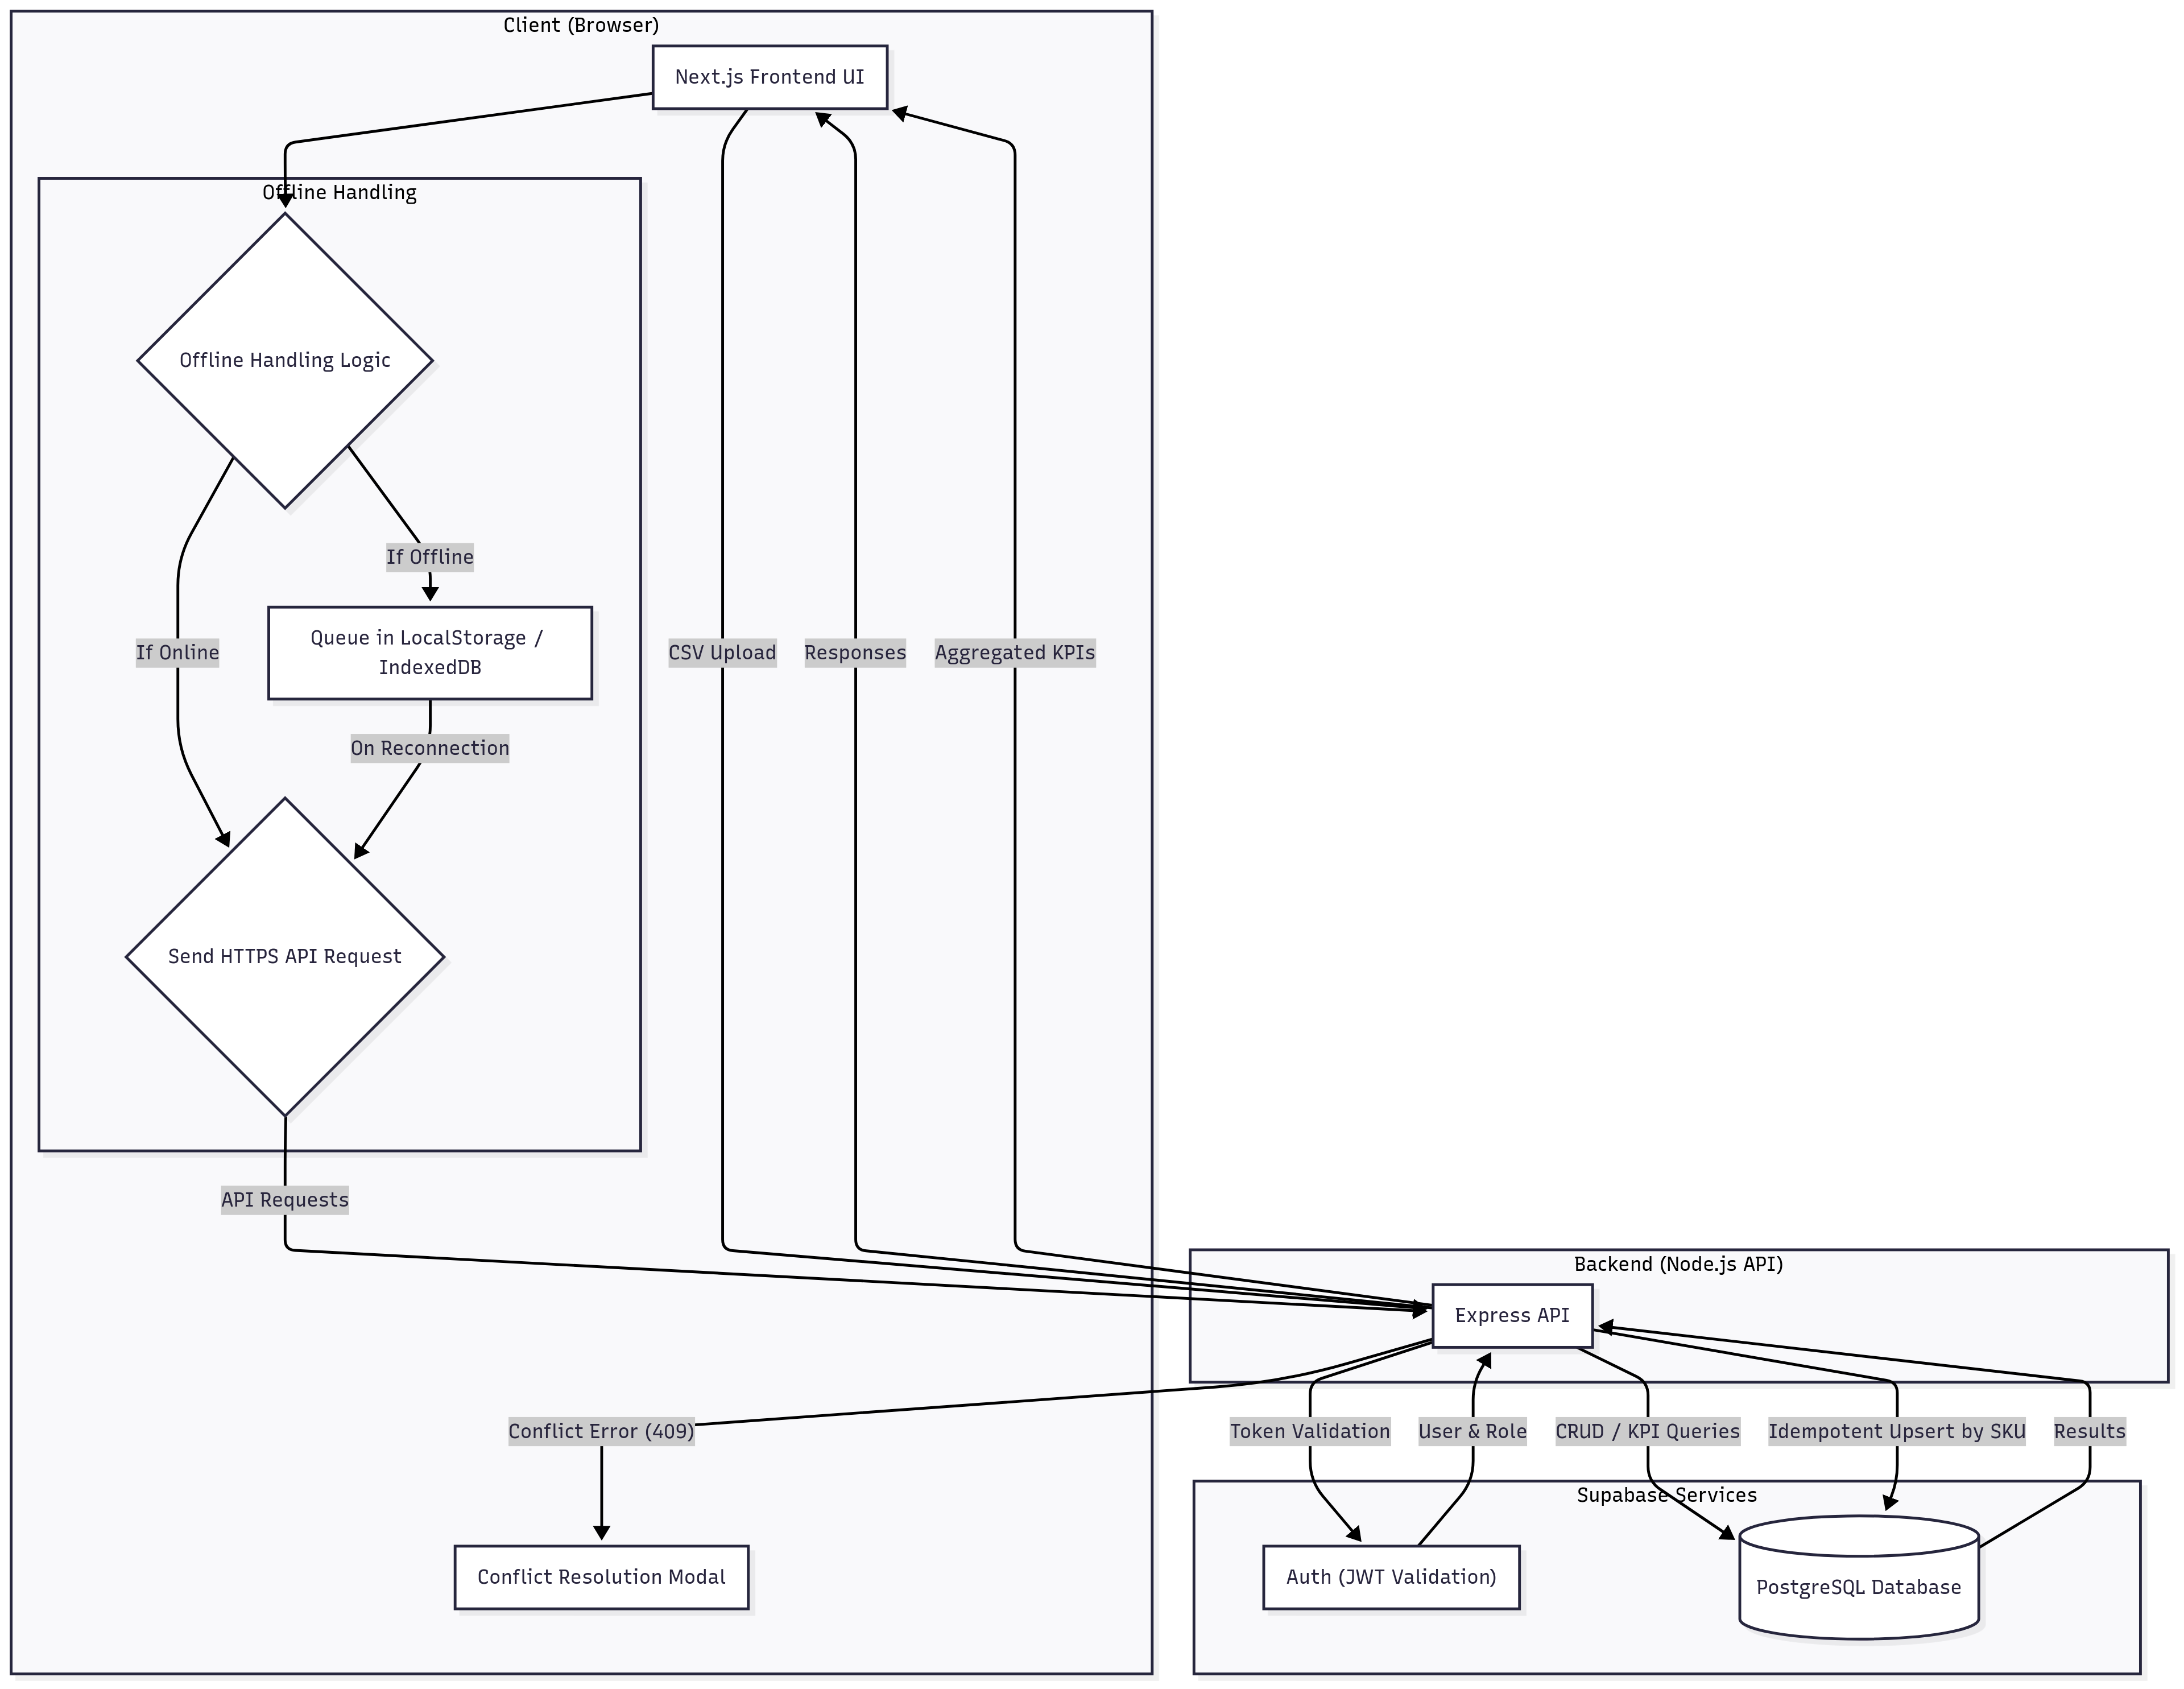 Client (Browser)
Next.js Frontend UI
Offline Handling
Offline Handling Logic
If Offline
Queue in LocalStorage /
IndexedDB
If Online
CSV Upload
Responses
Aggregated KPIs
On Reconnection
Send HTTPS API Request
API Requests
Backend (Node.js API)
Express API
Conflict Error (409)
Token Validation
User & Role
CRUD / KPI Queries
Idempotent Upsert by SKU
Results
Supabase Services
Conflict Resolution Modal
Auth (JWT Validation)
PostgreSQL Database